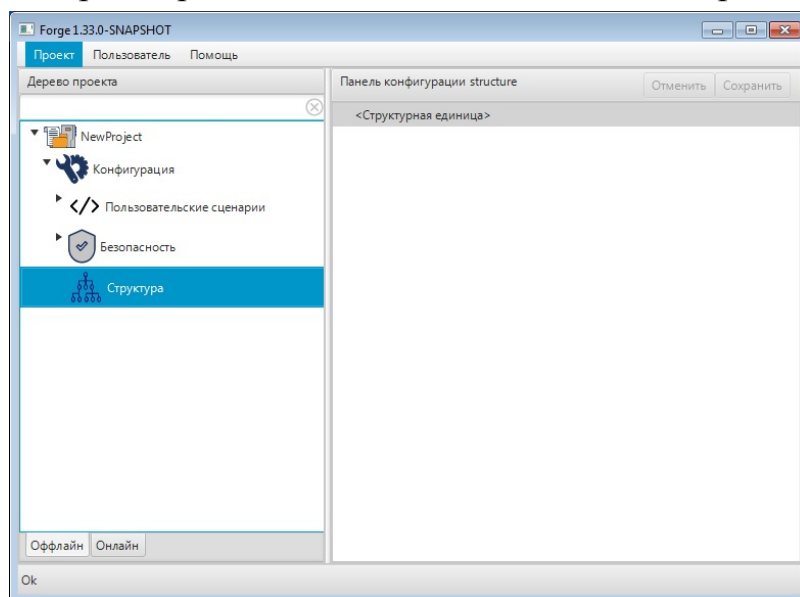 Forge 1.33.0-SNAPSHOT
Проект Пользователь Помощь
Дерево проекта
Панель конфигурации structure
Отменить Сохранить
<Структурная единица>
NewProject
Конфигурация
</> Пользовательские сценарии
Безопасность
Структура
Оффлайн Онлайн
Ok